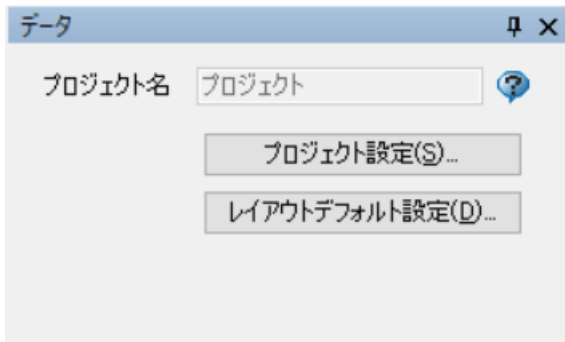 データ
プロジェクト名 プロジェクト
プロジェクト設定(S)...
レイアウトデフォルト設定(D)...